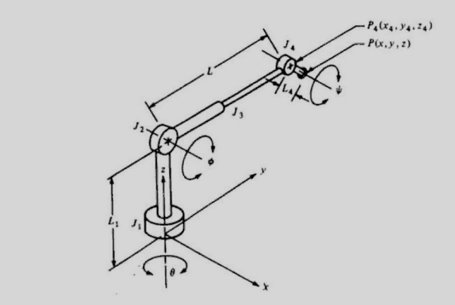 J₄
P₄(x₄, y₄, z₄)
P(x, y, z)
L
ψ
L₄
J₃
J₂
ϕ
z
y
L₁
J₁
θ
x